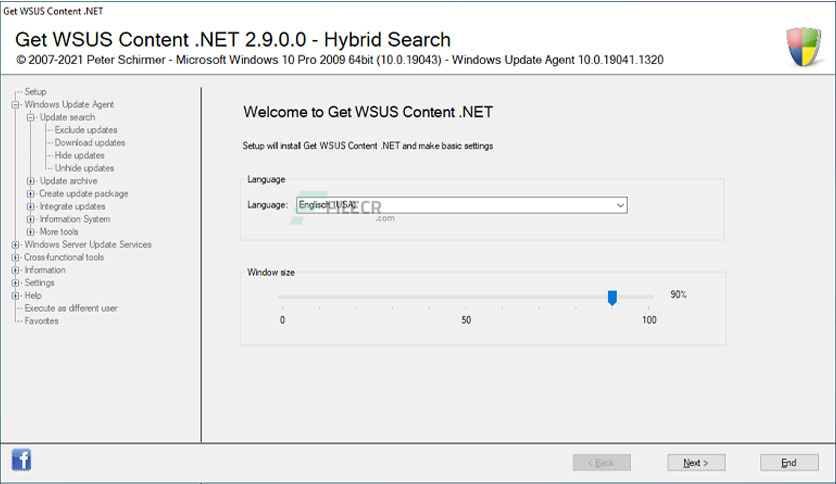 Get WSUS Content .NET
Get WSUS Content .NET 2.9.0.0 - Hybrid Search
© 2007-2021 Peter Schirmer - Microsoft Windows 10 Pro 2009 64bit (10.0.19043) - Windows Update Agent 10.0.19041.1320
Setup
Windows Update Agent
Update search
Exclude updates
Download updates
Hide updates
Unhide updates
Update archive
Create update package
Integrate updates
Information System
More tools
Windows Server Update Services
Cross-functional tools
Information
Settings
Help
Execute as different user
Favorites
Welcome to Get WSUS Content .NET
Setup will install Get WSUS Content .NET and make basic settings
Language
Language: Englisch (USA)
FILECR
.com
Window size
90%
0 50 100
f
< Back Next > End